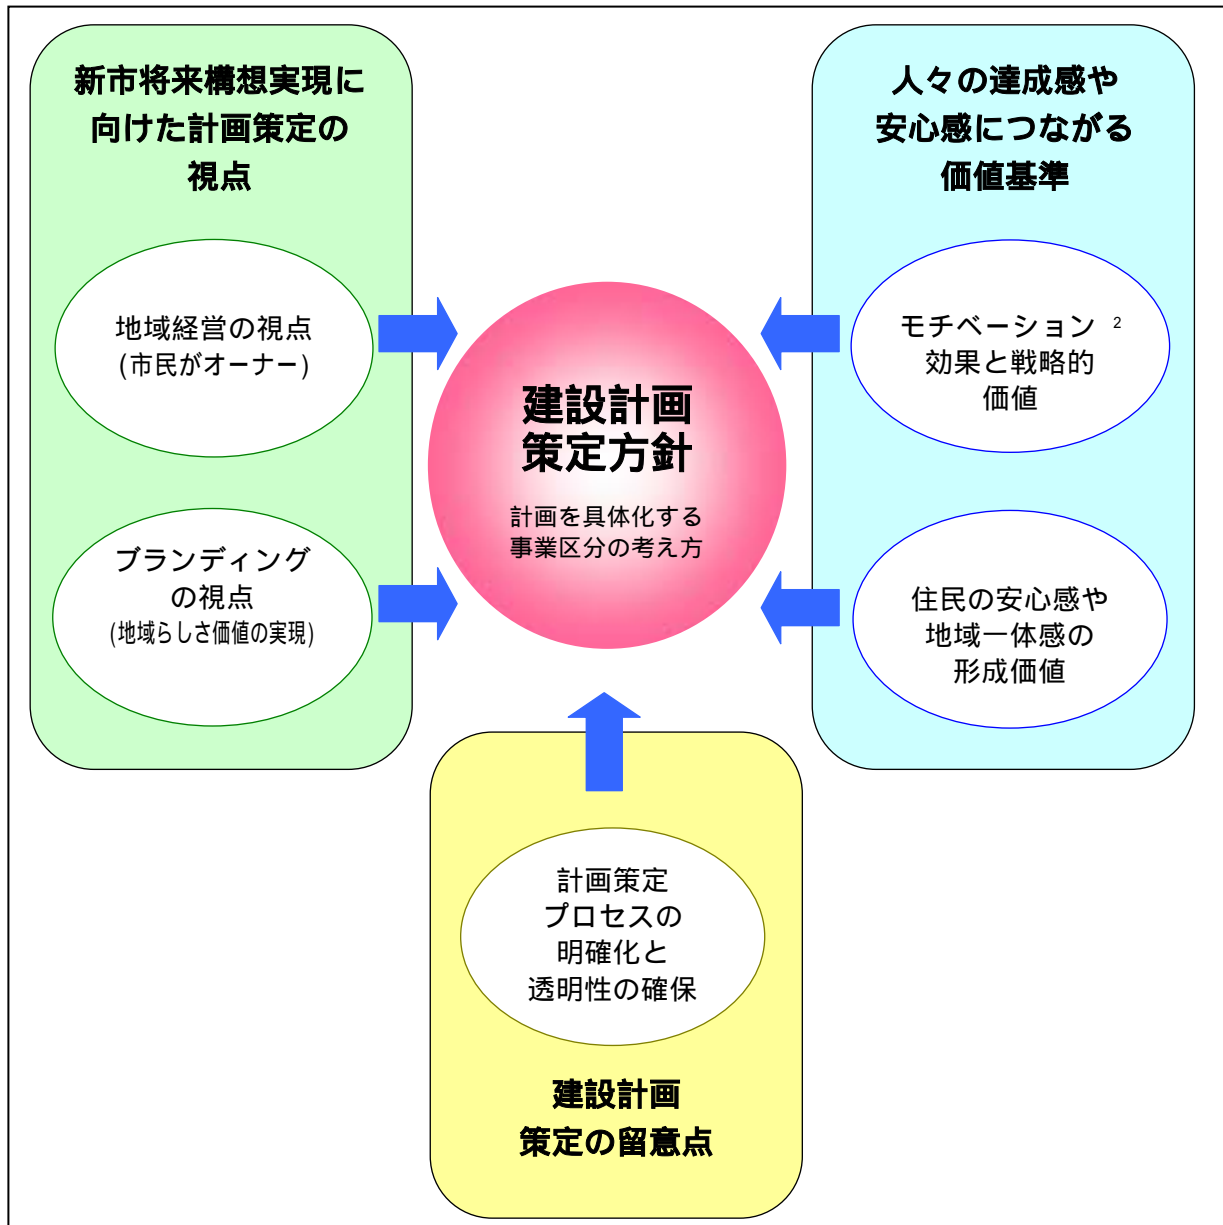 新市将来構想実現に
向けた計画策定の
視点
地域経営の視点
(市民がオーナー)
ブランディング
の視点
(地域らしさ価値の実現)
建設計画
策定方針
計画を具体化する
事業区分の考え方
人々の達成感や
安心感につながる
価値基準
モチベーション 2
効果と戦略的
価値
住民の安心感や
地域一体感の
形成価値
計画策定
プロセスの
明確化と
透明性の確保
建設計画
策定の留意点